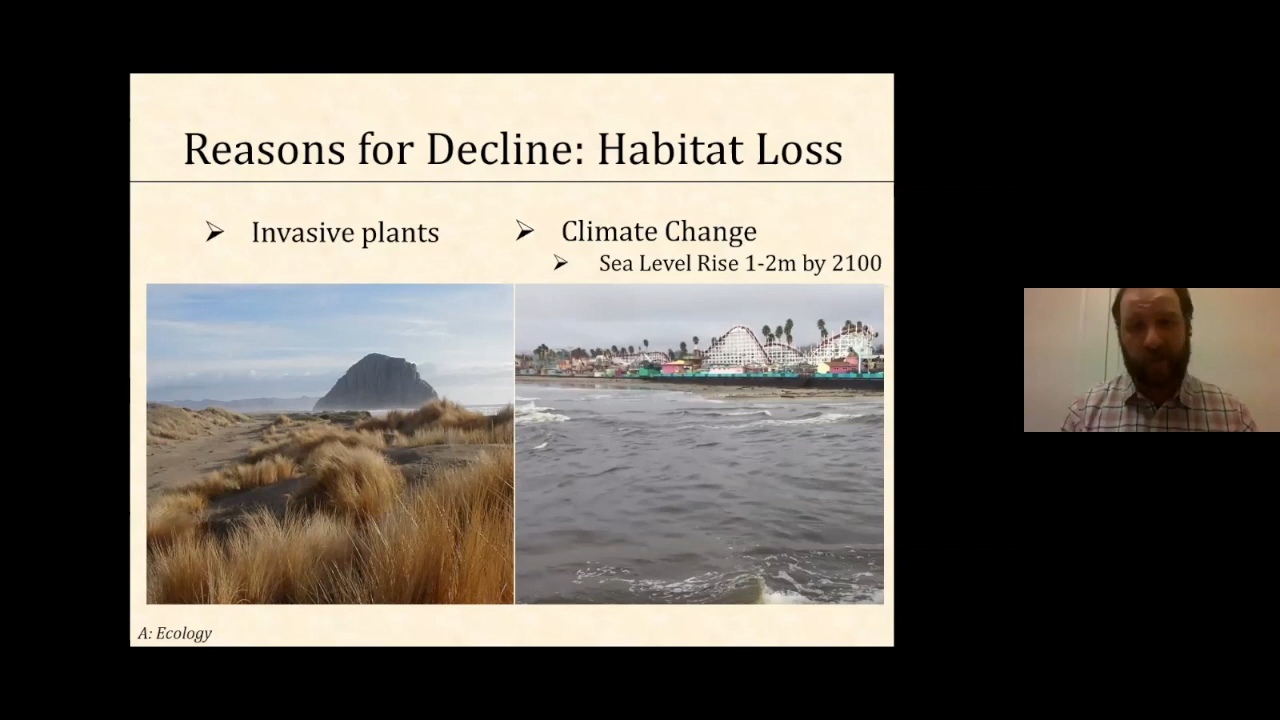 Reasons for Decline: Habitat Loss
Invasive plants
Climate Change
Sea Level Rise 1-2m by 2100
A: Ecology